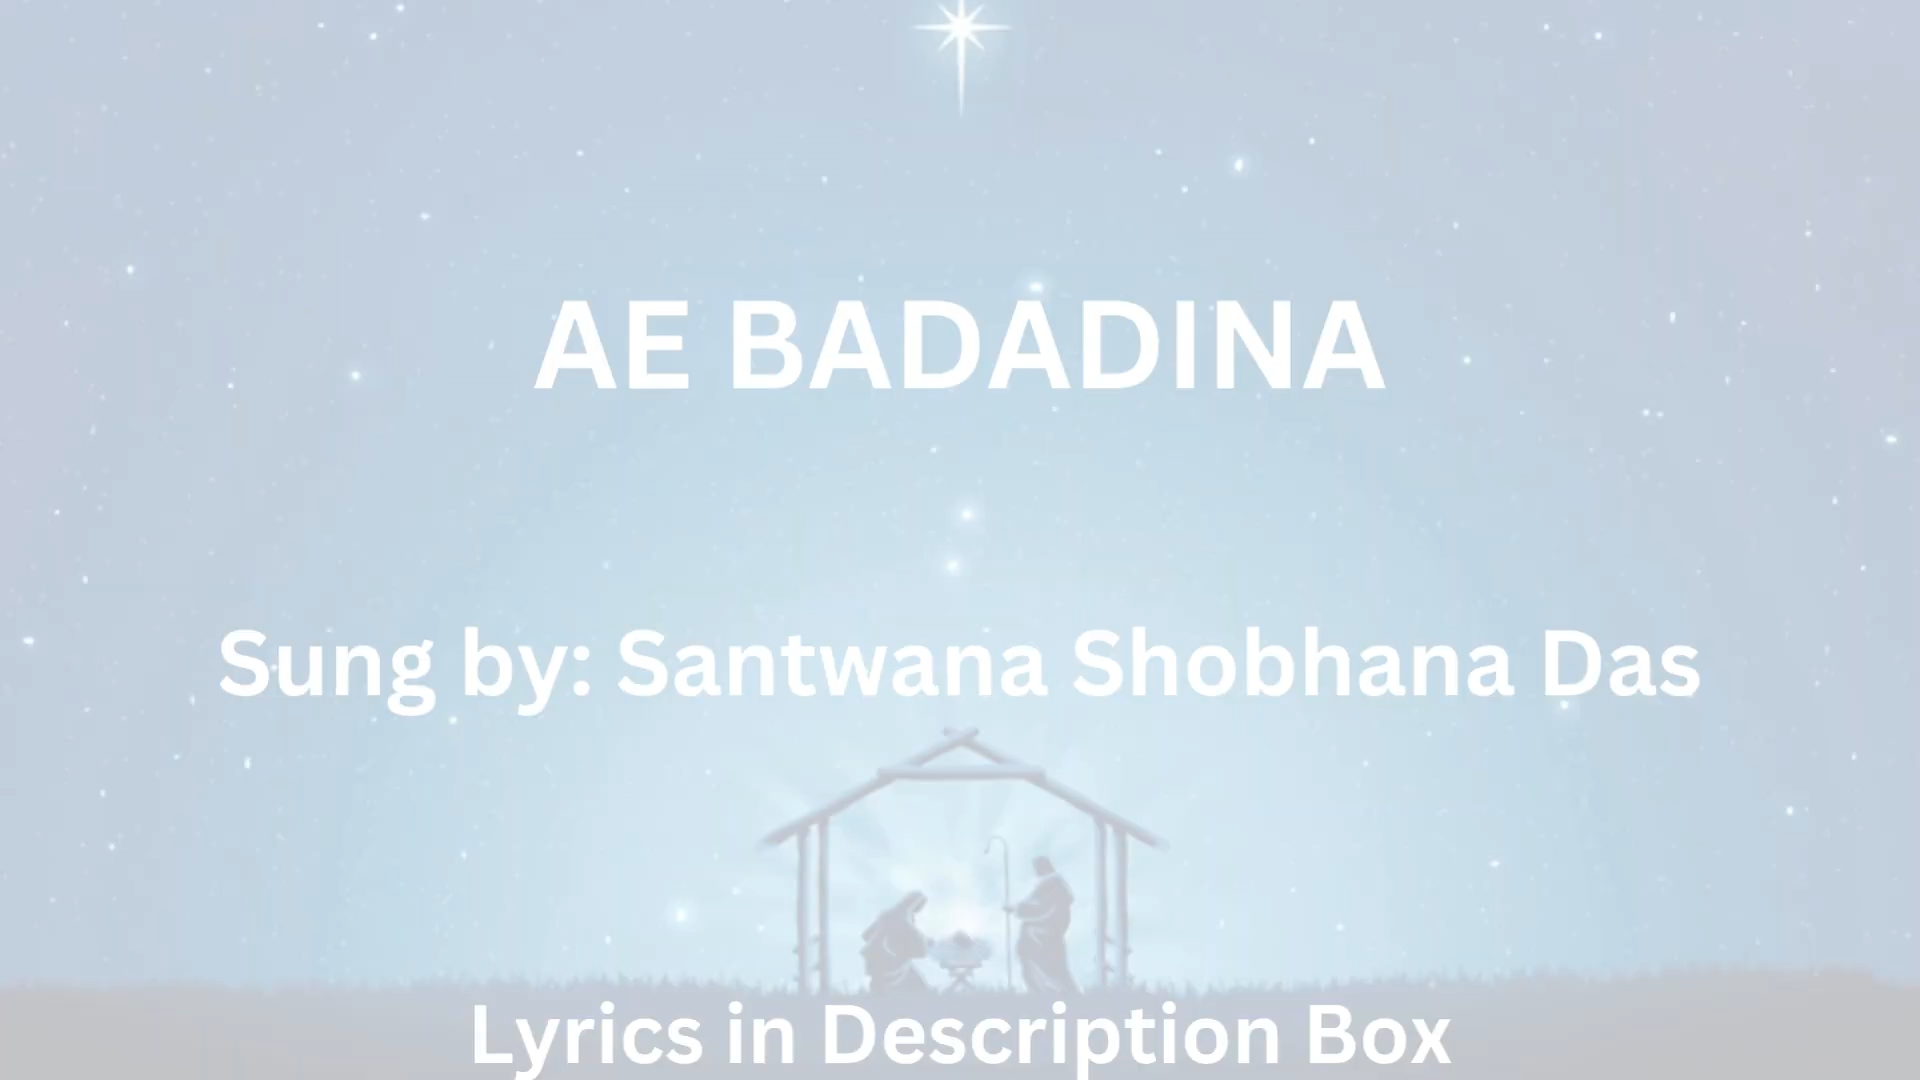 AE BADADINA
Sung by: Santwana Shobhana Das
Lyrics in Description Box